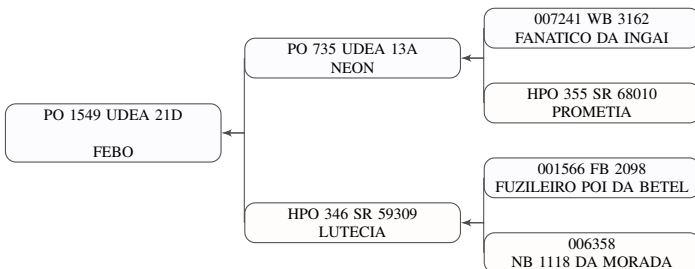 007241 WB 3162
FANATICO DA INGAI
PO 735 UDEA 13A
NEON
HPO 355 SR 68010
PROMETIA
PO 1549 UDEA 21D
FEBO
001566 FB 2098
FUZILEIRO POI DA BETEL
HPO 346 SR 59309
LUTECIA
006358
NB 1118 DA MORADA